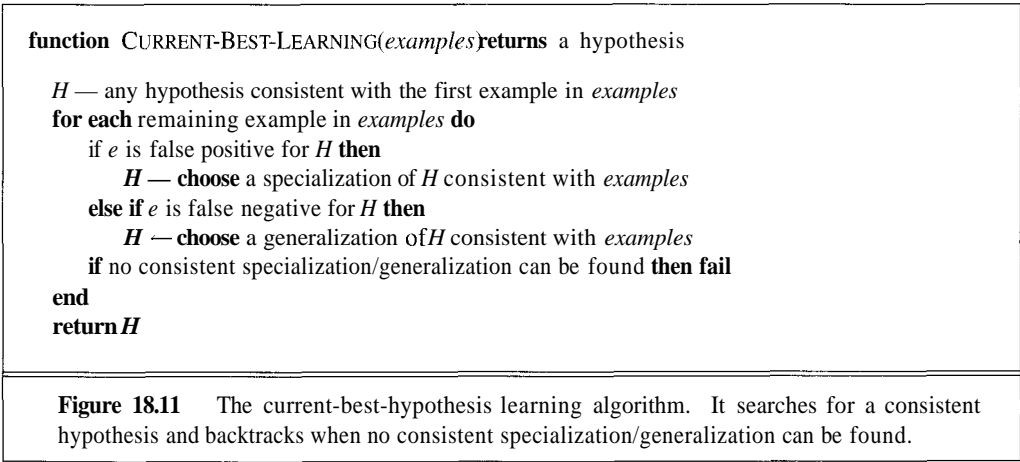 function CURRENT-BEST-LEARNING(examples)returns a hypothesis
H — any hypothesis consistent with the first example in examples
for each remaining example in examples do
if e is false positive for H then
H — choose a specialization of H consistent with examples
else if e is false negative for H then
H ← choose a generalization of H consistent with examples
if no consistent specialization/generalization can be found then fail
end
return H
Figure 18.11 The current-best-hypothesis learning algorithm. It searches for a consistent
hypothesis and backtracks when no consistent specialization/generalization can be found.